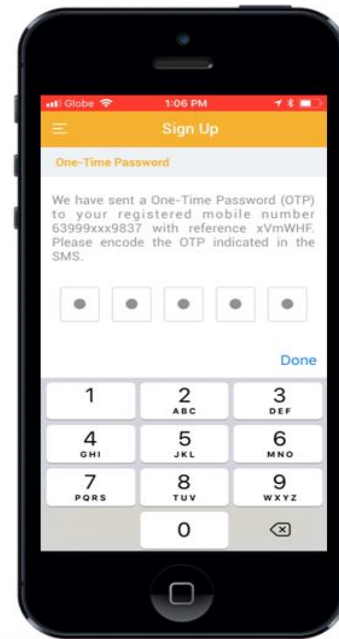 Globe 1:06 PM
Sign Up
One-Time Password
We have sent a One-Time Password (OTP)
to your registered mobile number
63999xxx9837 with reference xVmWHF.
Please encode the OTP indicated in the
SMS.
Done
1 2 3
ABC DEF
4 5 6
GHI JKL MNO
7 8 9
PQRS TUV WXYZ
0